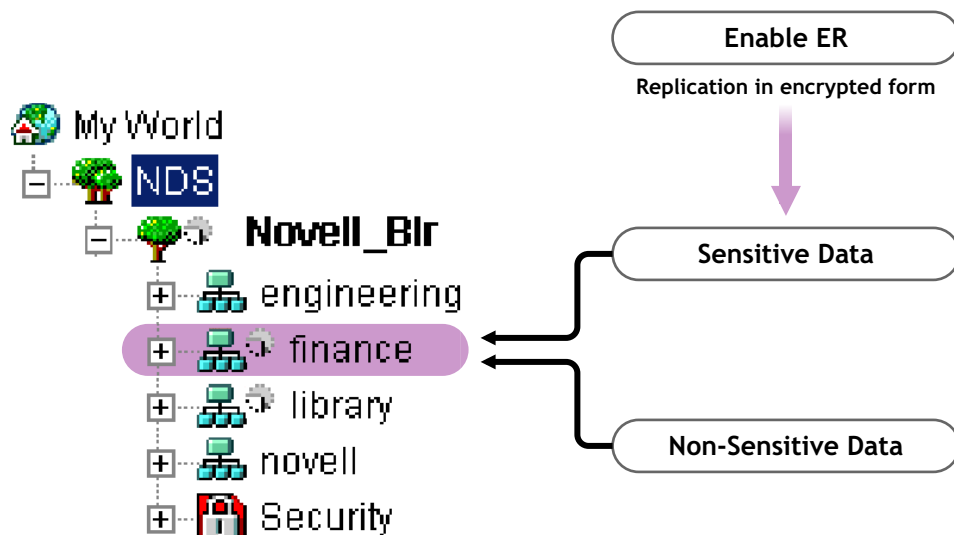 Enable ER
Replication in encrypted form
My World
NDS
Novell_Blr
Sensitive Data
engineering
finance
library
Non-Sensitive Data
novell
Security